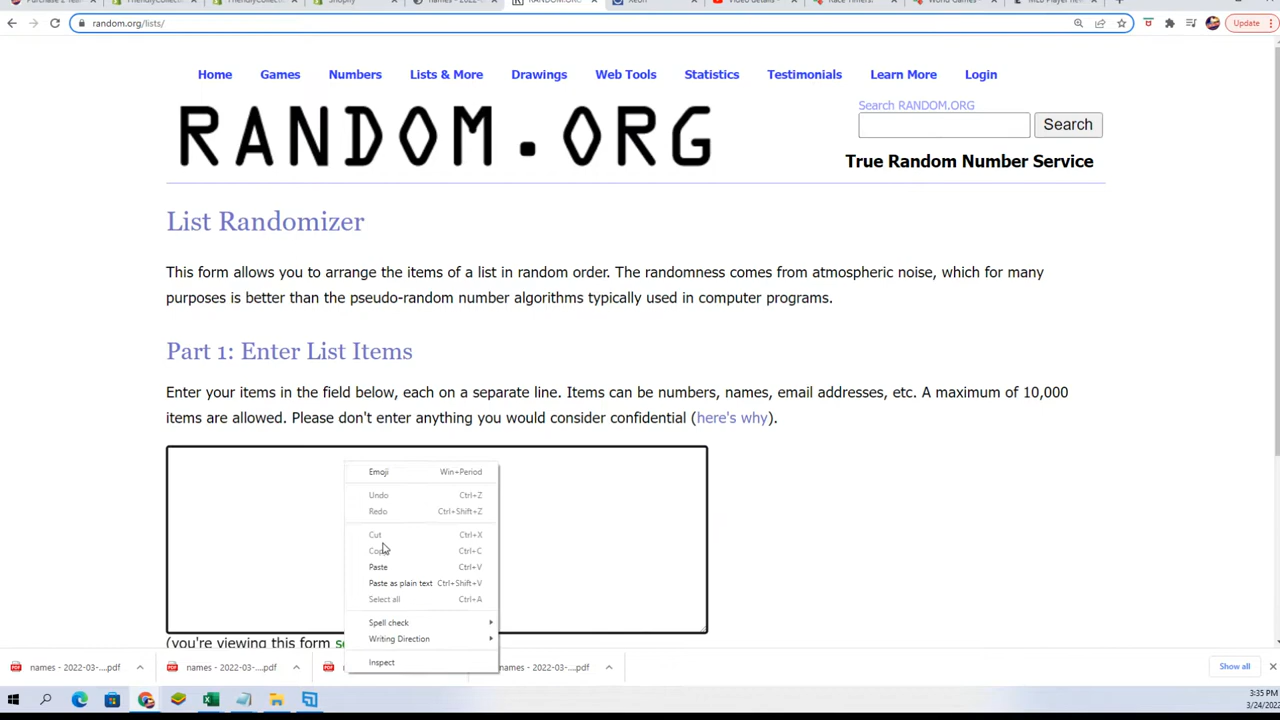 names - 2022-
RANDOM.ORG
random.org/lists/
Update
Home Games Numbers Lists & More Drawings Web Tools Statistics Testimonials Learn More Login
RANDOM.ORG
Search RANDOM.ORG
Search
True Random Number Service
List Randomizer
This form allows you to arrange the items of a list in random order. The randomness comes from atmospheric noise, which for many
purposes is better than the pseudo-random number algorithms typically used in computer programs.
Part 1: Enter List Items
Enter your items in the field below, each on a separate line. Items can be numbers, names, email addresses, etc. A maximum of 10,000
items are allowed. Please don't enter anything you would consider confidential (here's why).
Emoji Win+Period
Undo Ctrl+Z
Redo Ctrl+Shift+Z
Cut Ctrl+X
Ctrl+C
Paste Ctrl+V
Paste as plain text Ctrl+Shift+V
Select all Ctrl+A
Spell check
Writing Direction
Inspect
(you're viewing this form
names - 2022-03-....pdf names - 2022-03-....pdf names - 2022-03-....pdf Show all
3:35 PM
3/24/2022